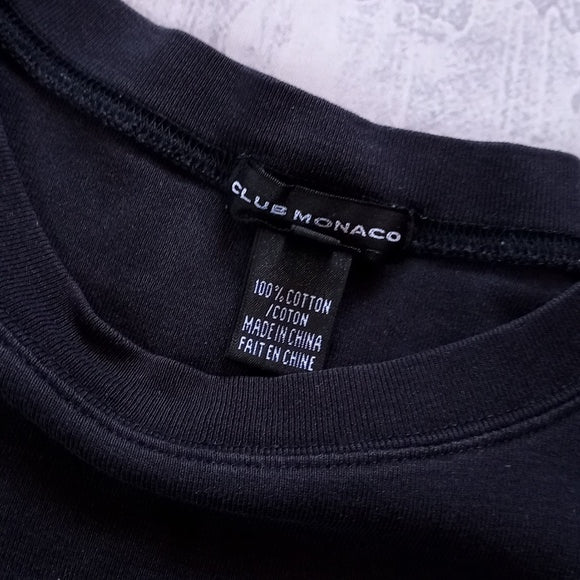 CLUB MONACO
100% COTTON
/COTON
MADE IN CHINA
FAIT EN CHINE